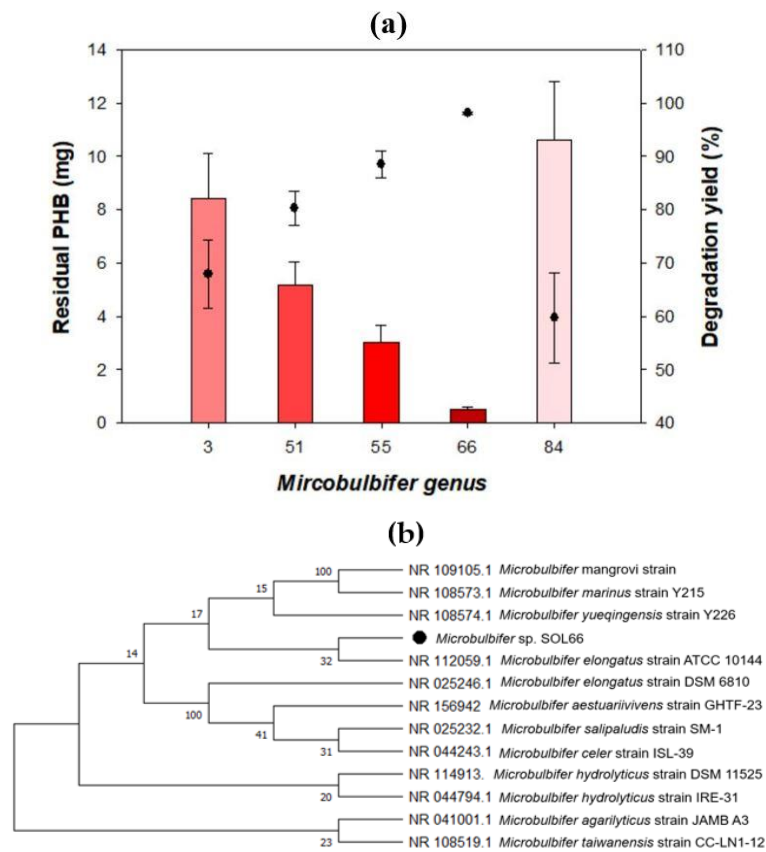 (a)
14
12
10
8
6
4
2
0
Residual PHB (mg)
110
100
90
80
70
60
50
40
Degradation yield (%)
3 51 55 66 84
Mircobulbifer genus
(b)
100 NR 109105.1 Microbulbifer mangrovi strain
15 NR 108573.1 Microbulbifer marinus strain Y215
17 NR 108574.1 Microbulbifer yueqingensis strain Y226
Microbulbifer sp. SOL66
14 32 NR 112059.1 Microbulbifer elongatus strain ATCC 10144
NR 025246.1 Microbulbifer elongatus strain DSM 6810
100 NR 156942 Microbulbifer aestuariivivens strain GHTF-23
41 NR 025232.1 Microbulbifer salipaludis strain SM-1
31 NR 044243.1 Microbulbifer celer strain ISL-39
NR 114913. Microbulbifer hydrolyticus strain DSM 11525
20 NR 044794.1 Microbulbifer hydrolyticus strain IRE-31
NR 041001.1 Microbulbifer agarilyticus strain JAMB A3
23 NR 108519.1 Microbulbifer taiwanensis strain CC-LN1-12